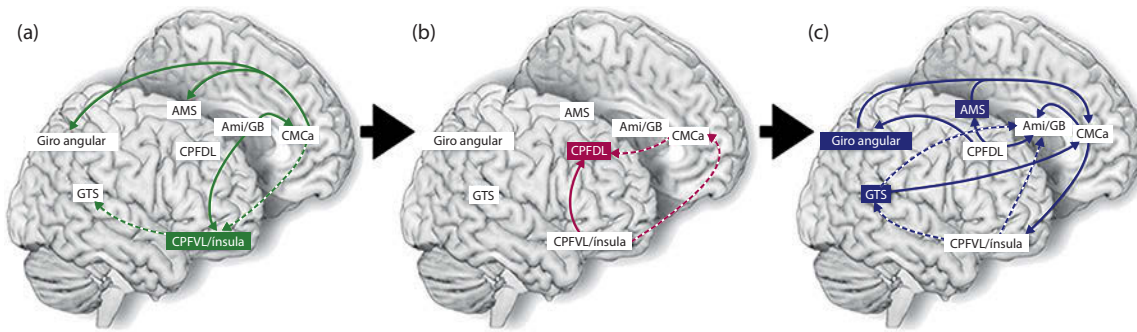 (a)
AMS
Ami/GB
CMCa
Giro angular
CPFDL
GTS
CPFVL/ínsula
(b)
AMS
Ami/GB
CMCa
Giro angular
CPFDL
GTS
CPFVL/ínsula
(c)
AMS
Ami/GB
CMCa
Giro angular
CPFDL
GTS
CPFVL/ínsula